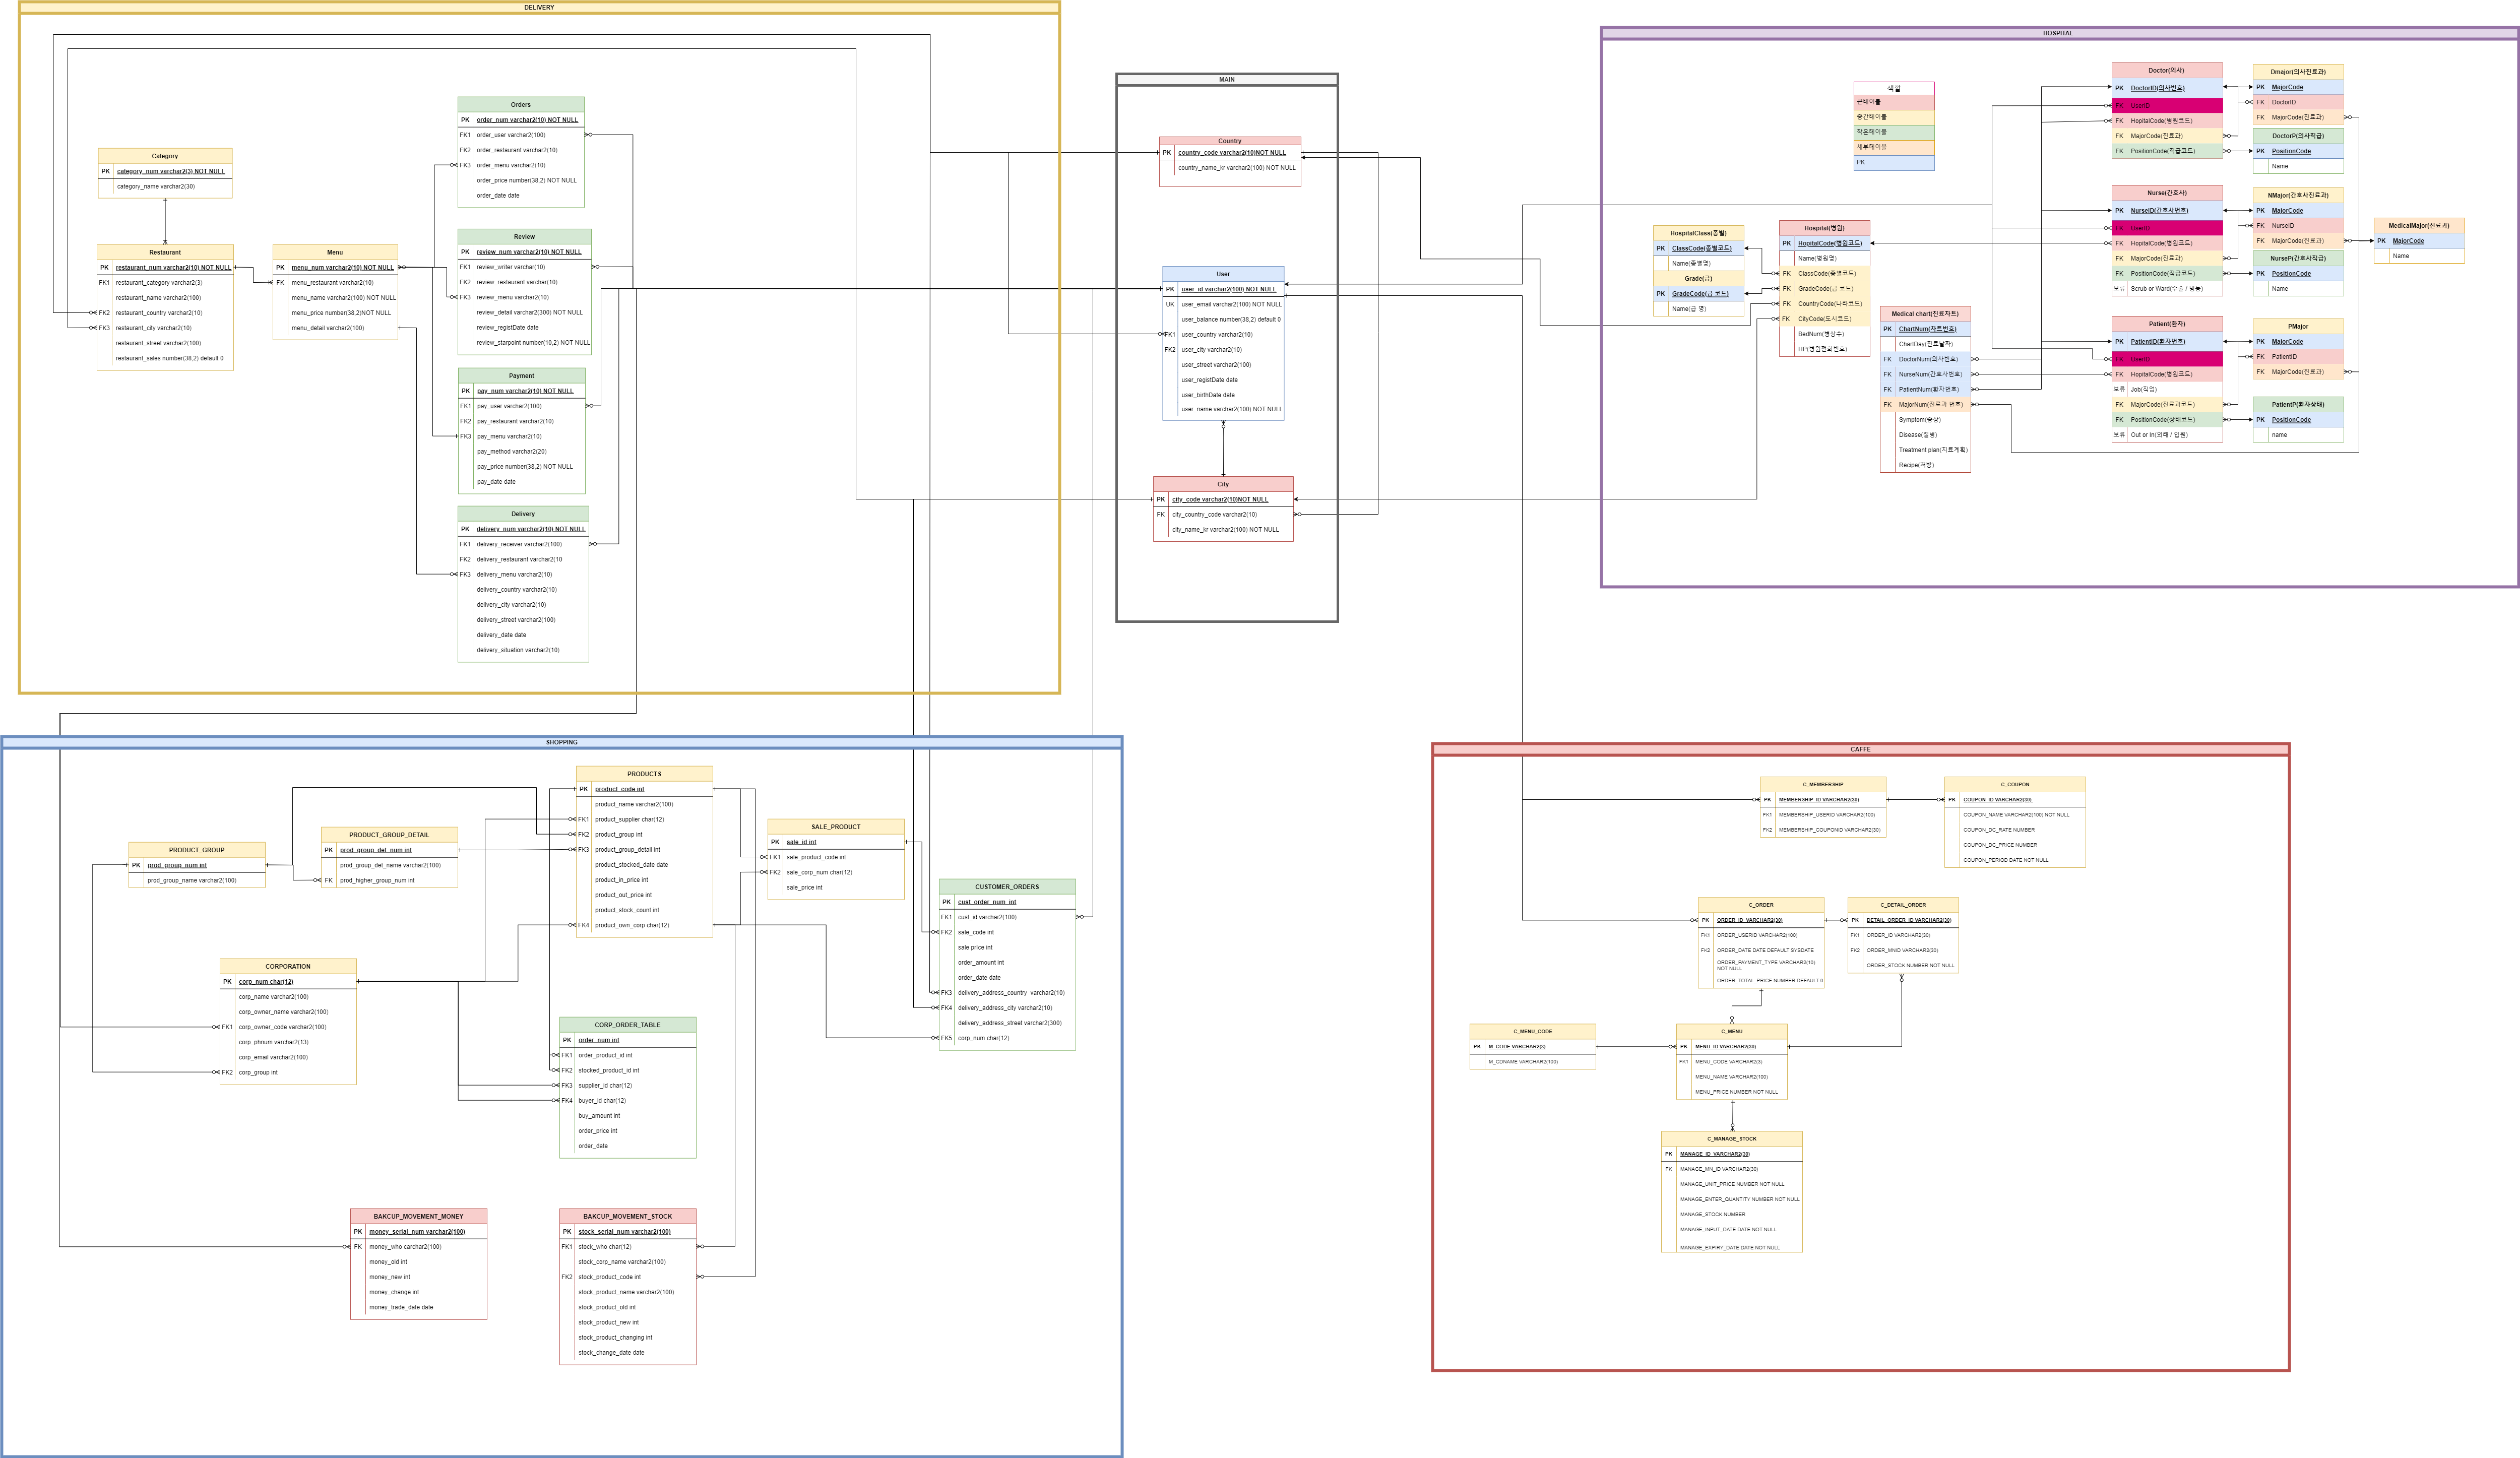 DELIVERY
Category
PK category_num varchar2(3) NOT NULL
category_name varchar2(30)
Restaurant
PK restaurant_num varchar2(10) NOT NULL
FK1 restaurant_category varchar2(3)
restaurant_name varchar2(100)
FK2 restaurant_country varchar2(10)
FK3 restaurant_city varchar2(10)
restaurant_street varchar2(100)
restaurant_sales number(38,2) default 0
Menu
PK menu_num varchar2(10) NOT NULL
FK menu_restaurant varchar2(10)
menu_name varchar2(100) NOT NULL
menu_price number(38,2)NOT NULL
menu_detail varchar2(100)
Orders
PK order_num varchar2(10) NOT NULL
FK1 order_user varchar2(100)
FK2 order_restaurant varchar2(10)
FK3 order_menu varchar2(10)
order_price number(38,2) NOT NULL
order_date date
Review
PK review_num varchar2(10) NOT NULL
FK1 review_writer varchar(10)
FK2 review_restaurant varchar(10)
FK3 review_menu varchar2(10)
review_detail varchar2(300) NOT NULL
review_registDate date
review_starpoint number(10,2) NOT NULL
Payment
PK pay_num varchar2(10) NOT NULL
FK1 pay_user varchar2(100)
FK2 pay_restaurant varchar2(10)
FK3 pay_menu varchar2(10)
pay_method varchar2(20)
pay_price number(38,2) NOT NULL
pay_date date
Delivery
PK delivery_num varchar2(10) NOT NULL
FK1 delivery_receiver varchar2(100)
FK2 delivery_restaurant varchar2(10
FK3 delivery_menu varchar2(10)
delivery_country varchar2(10)
delivery_city varchar2(10)
delivery_street varchar2(100)
delivery_date date
delivery_situation varchar2(10)
MAIN
Country
PK country_code varchar2(10)NOT NULL
country_name_kr varchar2(100) NOT NULL
User
PK user_id varchar2(100) NOT NULL
UK user_email varchar2(100) NOT NULL
user_balance number(38,2) default 0
FK1 user_country varchar2(10)
FK2 user_city varchar2(10)
user_street varchar2(100)
user_registDate date
user_birthDate date
user_name varchar2(100) NOT NULL
City
PK city_code varchar2(10)NOT NULL
FK city_country_code varchar2(10)
city_name_kr varchar2(100) NOT NULL
HOSPITAL
색깔
큰테이블
중간테이블
작은테이블
세부테이블
PK
HospitalClass(종별)
PK ClassCode(종별코드)
Name(종별명)
Grade(급)
PK GradeCode(급 코드)
Name(급 명)
Hospital(병원)
PK HopitalCode(병원코드)
Name(병원명)
FK ClassCode(종별코드)
FK GradeCode(급 코드)
FK CountryCode(나라코드)
FK CityCode(도시코드)
BedNum(병상수)
HP(병원전화번호)
Medical chart(진료차트)
PK ChartNum(차트번호)
ChartDay(진료날자)
FK DoctorNum(의사번호)
FK NurseNum(간호사번호)
FK PatientNum(환자번호)
FK MajorNum(진료과 번호)
Symptom(증상)
Disease(질병)
Treatment plan(치료계획)
Recipe(처방)
Doctor(의사)
PK DoctorID(의사번호)
FK UserID
FK HopitalCode(병원코드)
FK MajorCode(진료과)
FK PositionCode(직급코드)
Dmajor(의사진료과)
PK MajorCode
FK DoctorID
FK MajorCode(진료과)
DoctorP(의사직급)
PK PositionCode
Name
Nurse(간호사)
PK NurseID(간호사번호)
FK UserID
FK HopitalCode(병원코드)
FK MajorCode(진료과)
FK PositionCode(직급코드)
보류 Scrub or Ward(수술 / 병동)
NMajor(간호사진료과)
PK MajorCode
FK NurseID
FK MajorCode(진료과)
NurseP(간호사직급)
PK PositionCode
Name
MedicalMajor(진료과)
PK MajorCode
Name
Patient(환자)
PK PatientID(환자번호)
FK UserID
FK HopitalCode(병원코드)
보류 Job(직업)
FK MajorCode(진료과코드)
FK PositionCode(상태코드)
보류 Out or In(외래 / 입원)
PMajor
PK MajorCode
FK PatientID
FK MajorCode(진료과)
PatientP(환자상태)
PK PositionCode
name
SHOPPING
PRODUCT_GROUP
PK prod_group_num int
prod_group_name varchar2(100)
PRODUCT_GROUP_DETAIL
PK prod_group_det_num int
prod_group_det_name varchar2(100)
FK prod_higher_group_num int
PRODUCTS
PK product_code int
product_name varchar2(100)
FK1 product_supplier char(12)
FK2 product_group int
FK3 product_group_detail int
product_stocked_date date
product_in_price int
product_out_price int
product_stock_count int
FK4 product_own_corp char(12)
SALE_PRODUCT
PK sale_id int
FK1 sale_product_code int
FK2 sale_corp_num char(12)
sale_price int
CUSTOMER_ORDERS
PK cust_order_num int
FK1 cust_id varchar2(100)
FK2 sale_code int
sale price int
order_amount int
order_date date
FK3 delivery_address_country varchar2(10)
FK4 delivery_address_city varchar2(10)
delivery_address_street varchar2(300)
FK5 corp_num char(12)
CORPORATION
PK corp_num char(12)
corp_name varchar2(100)
corp_owner_name varchar2(100)
FK1 corp_owner_code varchar2(100)
corp_phnum varchar2(13)
corp_email varchar2(100)
FK2 corp_group int
CORP_ORDER_TABLE
PK order_num int
FK1 order_product_id int
FK2 stocked_product_id int
FK3 supplier_id char(12)
FK4 buyer_id char(12)
buy_amount int
order_price int
order_date
BAKCUP_MOVEMENT_MONEY
PK money_serial_num varchar2(100)
FK money_who carchar2(100)
money_old int
money_new int
money_change int
money_trade_date date
BAKCUP_MOVEMENT_STOCK
PK stock_serial_num varchar2(100)
FK1 stock_who char(12)
stock_corp_name varchar2(100)
FK2 stock_product_code int
stock_product_name varchar2(100)
stock_product_old int
stock_product_new int
stock_product_changing int
stock_change_date date
CAFFE
C_MEMBERSHIP
PK MEMBERSHIP_ID VARCHAR2(30)
FK1 MEMBERSHIP_USERID VARCHAR2(100)
FK2 MEMBERSHIP_COUPONID VARCHAR2(30)
C_COUPON
PK COUPON_ID VARCHAR2(30)
COUPON_NAME VARCHAR2(100) NOT NULL
COUPON_DC_RATE NUMBER
COUPON_DC_PRICE NUMBER
COUPON_PERIOD DATE NOT NULL
C_ORDER
PK ORDER_ID VARCHAR2(30)
FK1 ORDER_USERID VARCHAR2(100)
FK2 ORDER_DATE DATE DEFAULT SYSDATE
ORDER_PAYMENT_TYPE VARCHAR2(10)
NOT NULL
ORDER_TOTAL_PRICE NUMBER DEFAULT 0
C_DETAIL_ORDER
PK DETAIL_ORDER_ID VARCHAR2(30)
FK1 ORDER_ID VARCHAR2(30)
FK2 ORDER_MNID VARCHAR2(30)
ORDER_STOCK NUMBER NOT NULL
C_MENU_CODE
PK M_CODE VARCHAR2(3)
M_CDNAME VARCHAR2(100)
C_MENU
PK MENU_ID VARCHAR2(30)
FK1 MENU_CODE VARCHAR2(3)
MENU_NAME VARCHAR2(100)
MENU_PRICE NUMBER NOT NULL
C_MANAGE_STOCK
PK MANAGE_ID VARCHAR2(30)
FK MANAGE_MN_ID VARCHAR2(30)
MANAGE_UNIT_PRICE NUMBER NOT NULL
MANAGE_ENTER_QUANTITY NUMBER NOT NULL
MANAGE_STOCK NUMBER
MANAGE_INPUT_DATE DATE NOT NULL
MANAGE_EXPIRY_DATE DATE NOT NULL